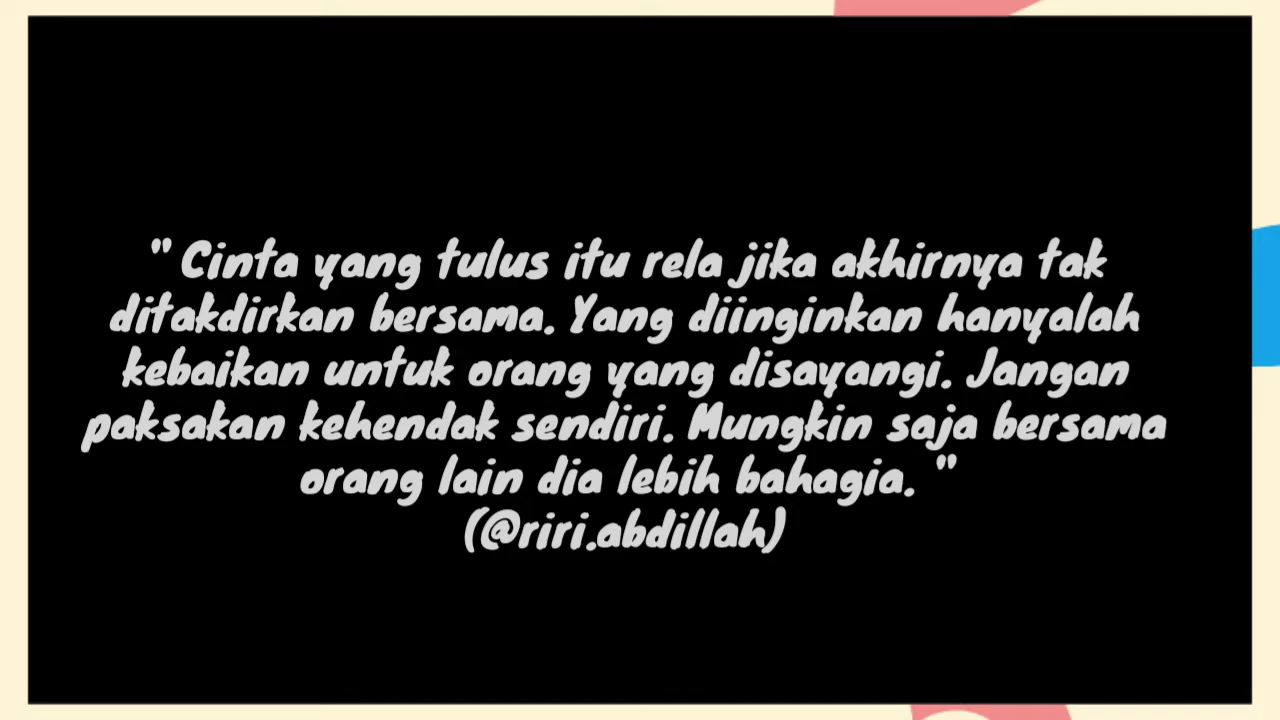 " Cinta yang tulus itu rela jika akhirnya tak
ditakdirkan bersama. Yang diinginkan hanyalah
kebaikan untuk orang yang disayangi. Jangan
paksakan kehendak sendiri. Mungkin saja bersama
orang lain dia lebih bahagia. "
(@riri.abdillah)